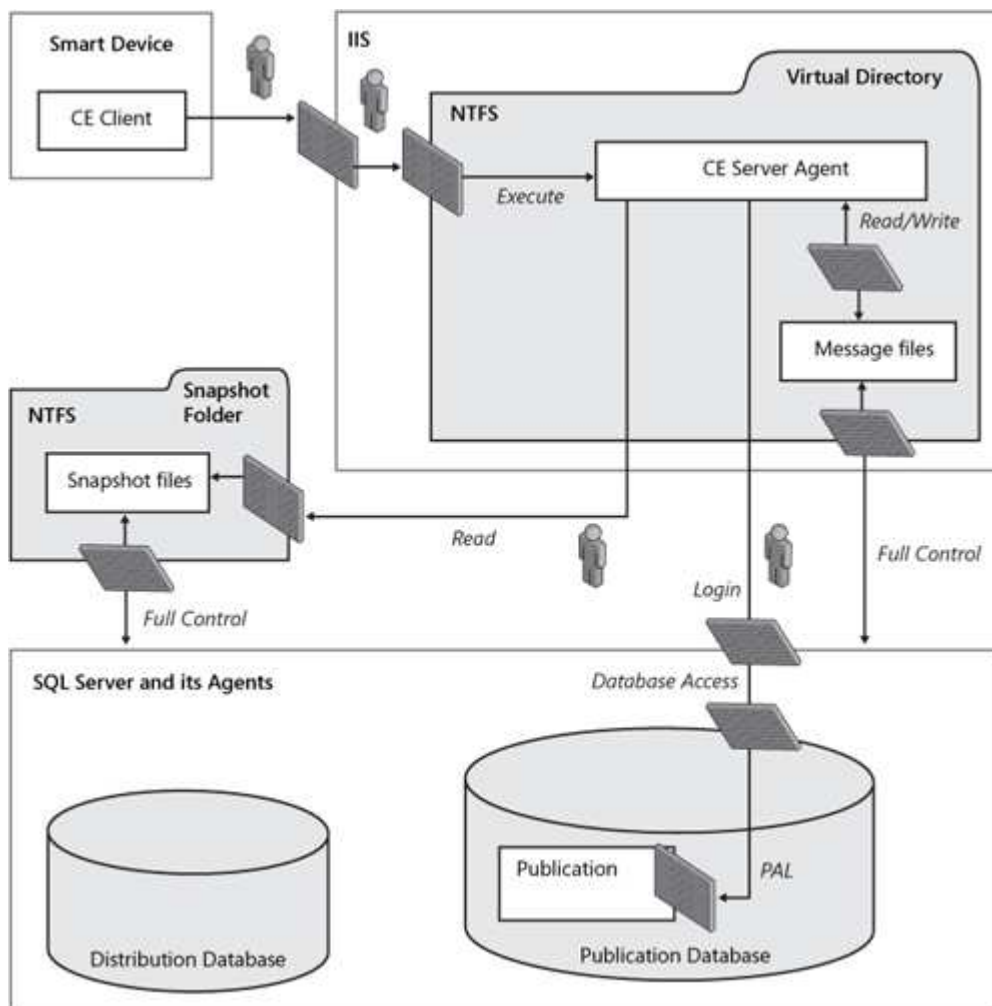 Smart Device
CE Client
IIS
Virtual Directory
NTFS
CE Server Agent
Execute
Read/Write
Message files
Snapshot
Folder
NTFS
Snapshot files
Read
Full Control
Login
Full Control
SQL Server and its Agents
Database Access
Publication
PAL
Distribution Database
Publication Database